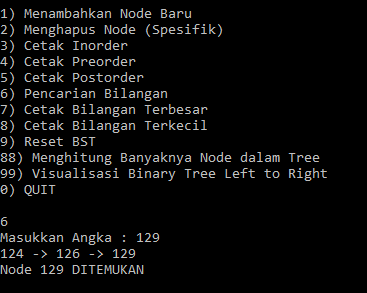 1) Menambahkan Node Baru
2) Menghapus Node (Spesifik)
3) Cetak Inorder
4) Cetak Preorder
5) Cetak Postorder
6) Pencarian Bilangan
7) Cetak Bilangan Terbesar
8) Cetak Bilangan Terkecil
9) Reset BST
88) Menghitung Banyaknya Node dalam Tree
99) Visualisasi Binary Tree Left to Right
0) QUIT
6
Masukkan Angka : 129
124 -> 126 -> 129
Node 129 DITEMUKAN